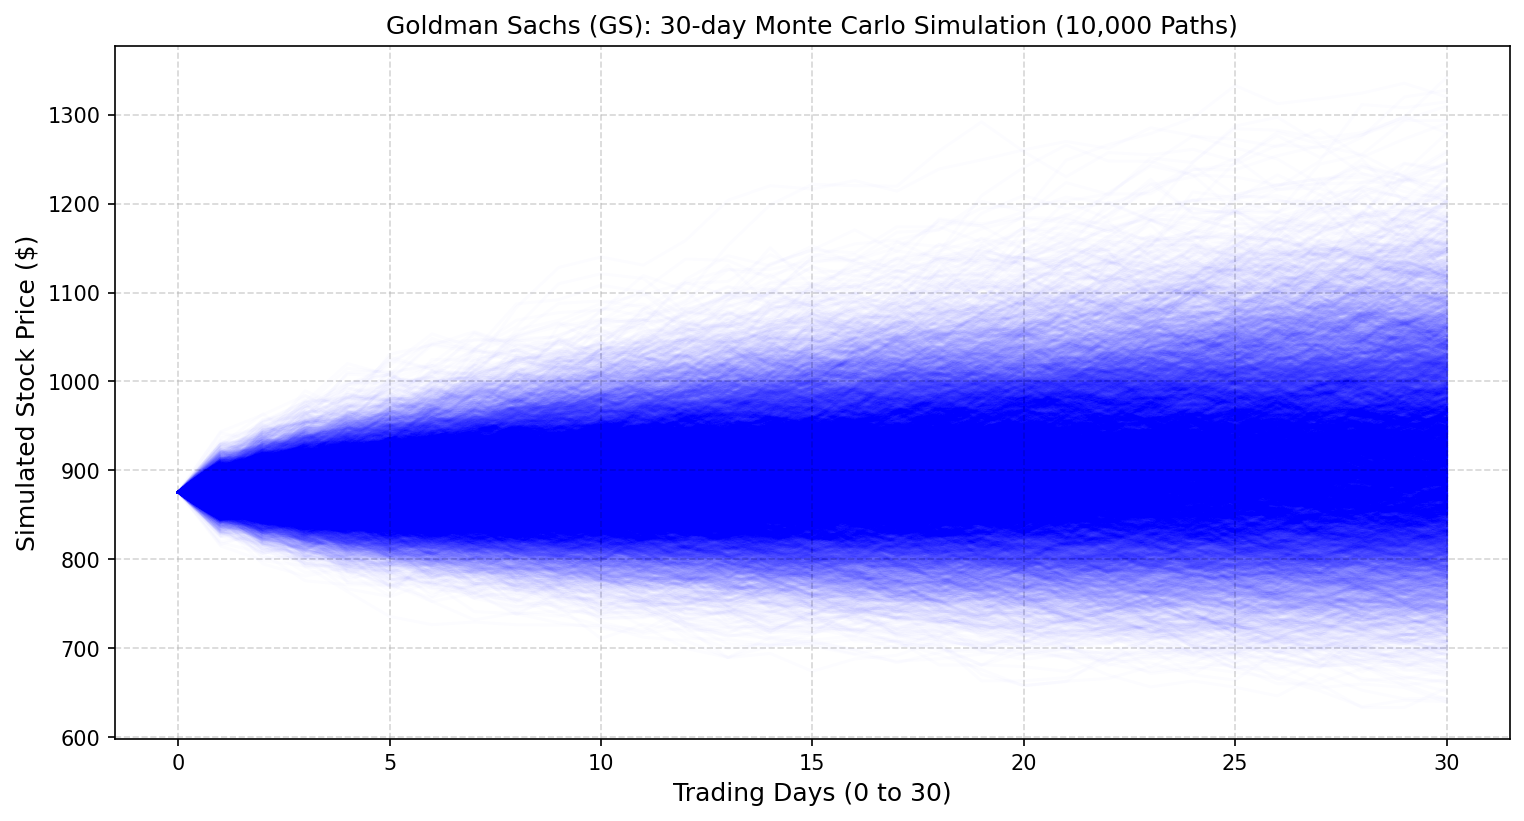 Goldman Sachs (GS): 30-day Monte Carlo Simulation (10,000 Paths)
Simulated Stock Price ($)
1300
1200
1100
1000
900
800
700
600
0 5 10 15 20 25 30
Trading Days (0 to 30)